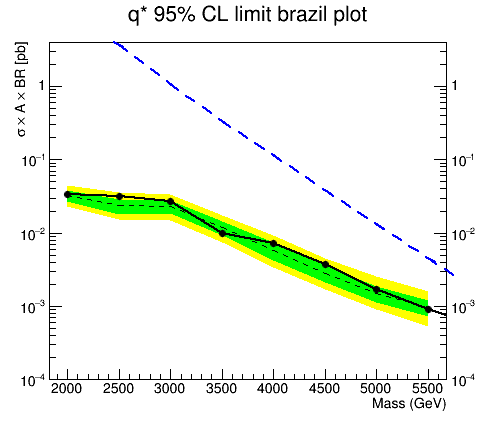 q* 95% CL limit brazil plot
σ × A × BR [pb]
1 1
10⁻¹ 10⁻¹
10⁻² 10⁻²
10⁻³ 10⁻³
10⁻⁴ 10⁻⁴
2000 2500 3000 3500 4000 4500 5000 5500
Mass (GeV)